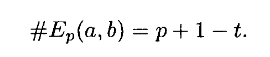 #E_p(a, b) = p + 1 − t.